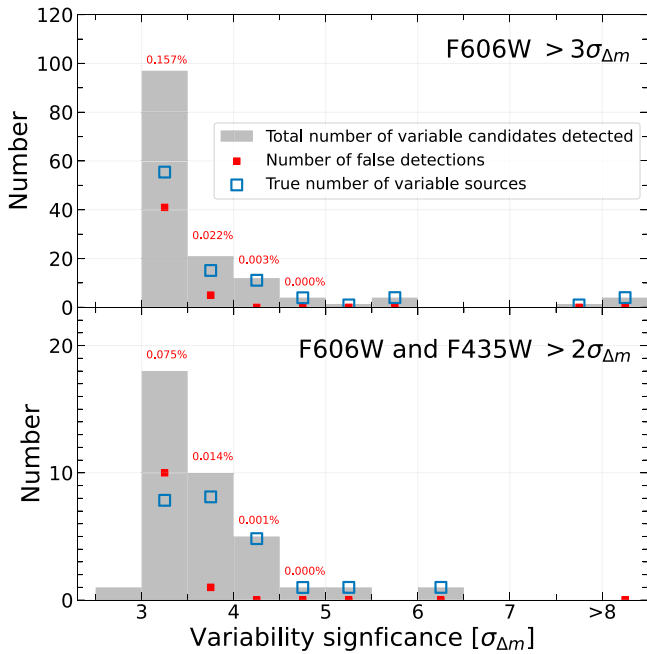 F606W > 3σΔm
120
100
80
60
40
20
0
Number
0.157%
0.022%
0.003%
0.000%
Total number of variable candidates detected
Number of false detections
True number of variable sources
F606W and F435W > 2σΔm
20
10
0
Number
0.075%
0.014%
0.001%
0.000%
3 4 5 6 7 >8
Variability signficance [σΔm]